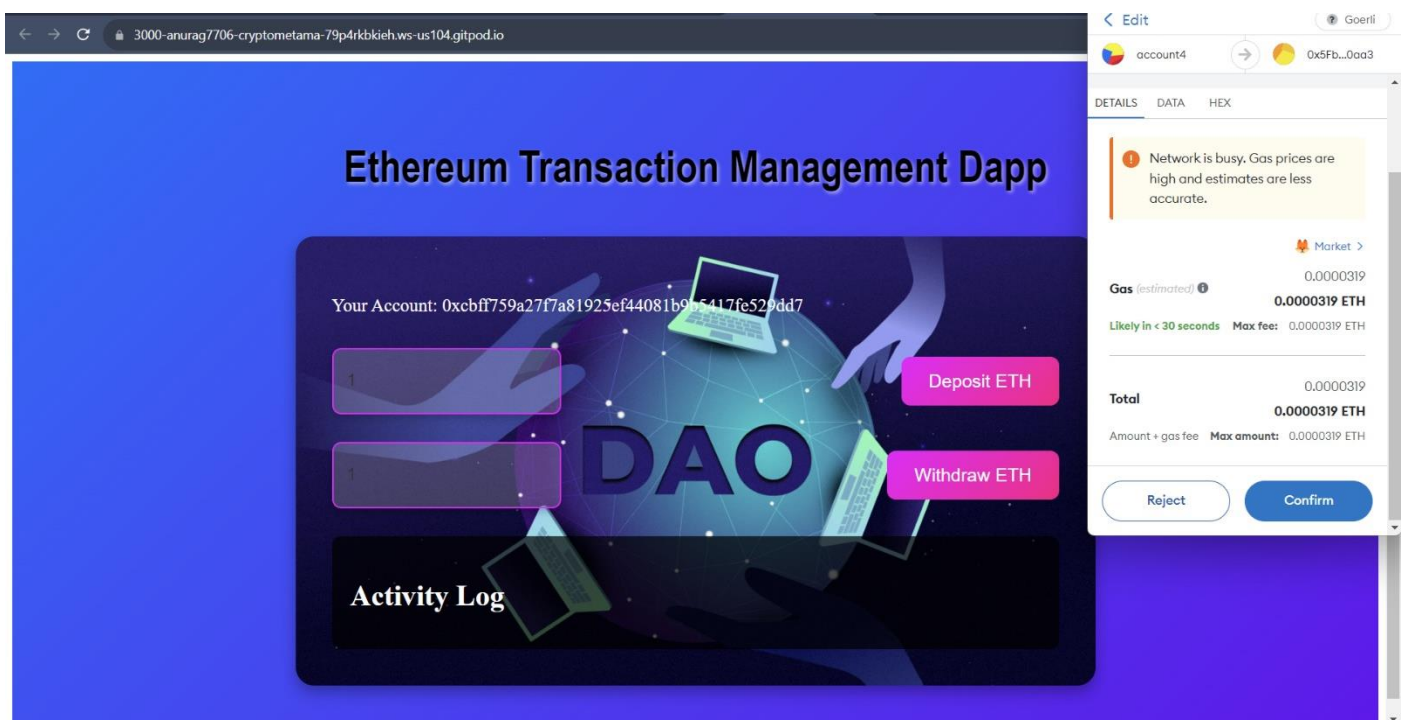 3000-anurag7706-cryptometama-79p4rkbkieh.ws-us104.gitpod.io
Ethereum Transaction Management Dapp
Your Account: 0xcbff759a27f7a81925ef44081b9b5417fe529dd7
1
Deposit ETH
DAO
1
Withdraw ETH
Activity Log
< Edit
? Goerli
account4
0x5Fb...0aa3
DETAILS DATA HEX
Network is busy. Gas prices are
high and estimates are less
accurate.
Market >
0.0000319
Gas (estimated)
0.0000319 ETH
Likely in < 30 seconds Max fee: 0.0000319 ETH
0.0000319
Total
0.0000319 ETH
Amount + gas fee Max amount: 0.0000319 ETH
Reject
Confirm